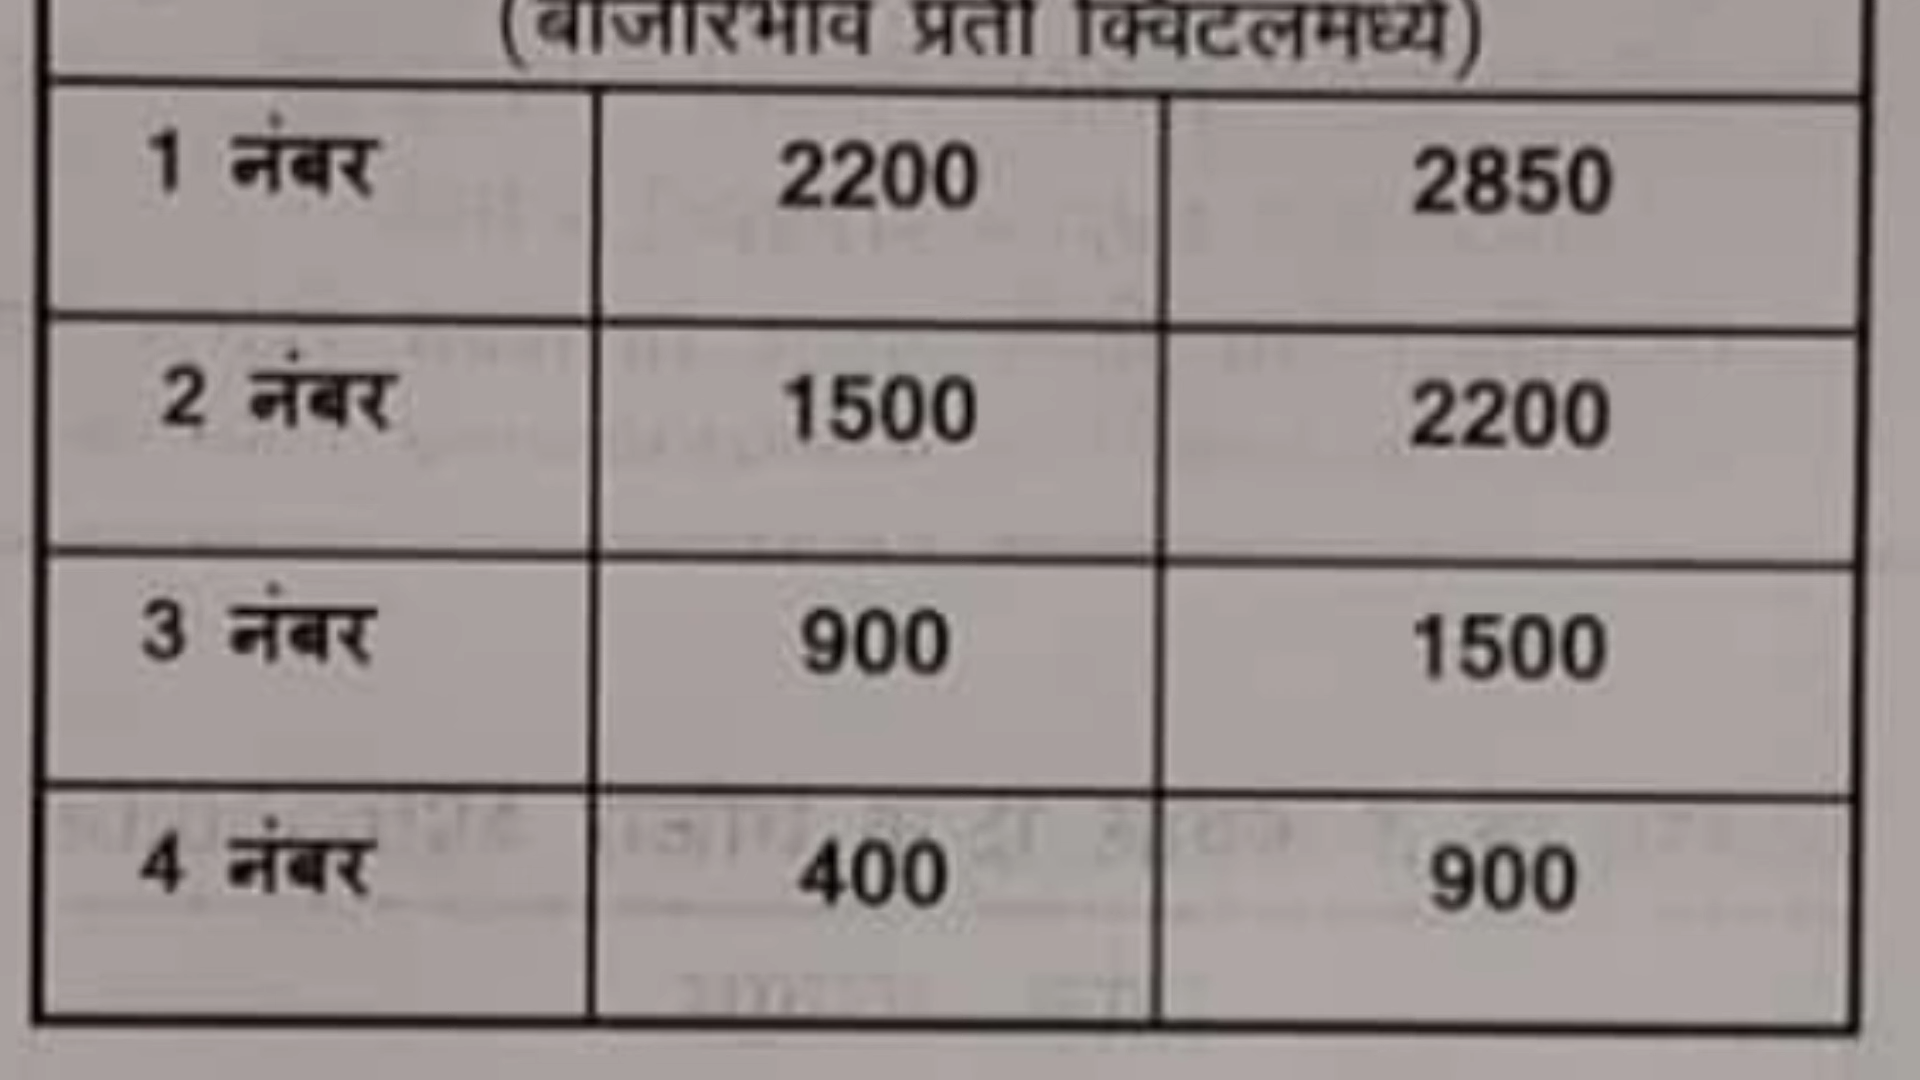 (बाजारभाव प्रती क्विंटलमध्ये)
1 नंबर 2200 2850
2 नंबर 1500 2200
3 नंबर 900 1500
4 नंबर 400 900